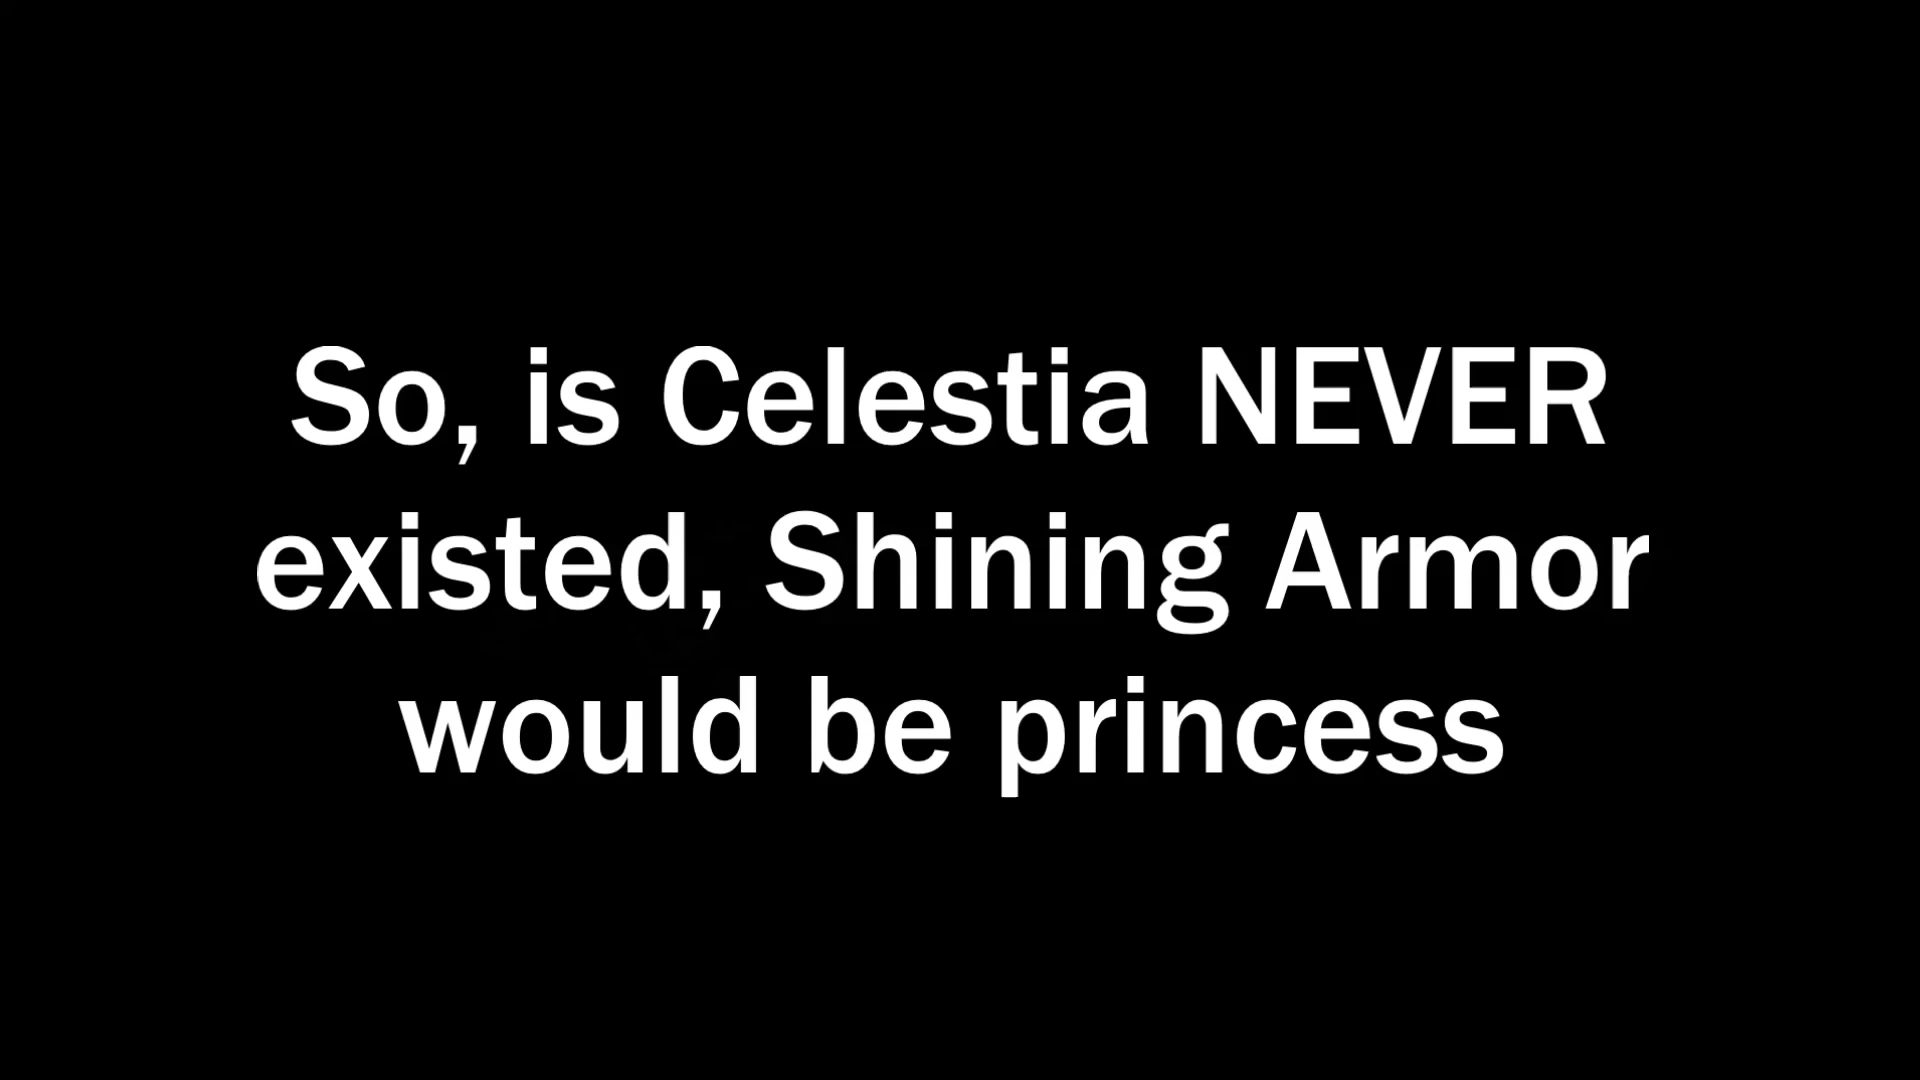 So, is Celestia NEVER
existed, Shining Armor
would be princess